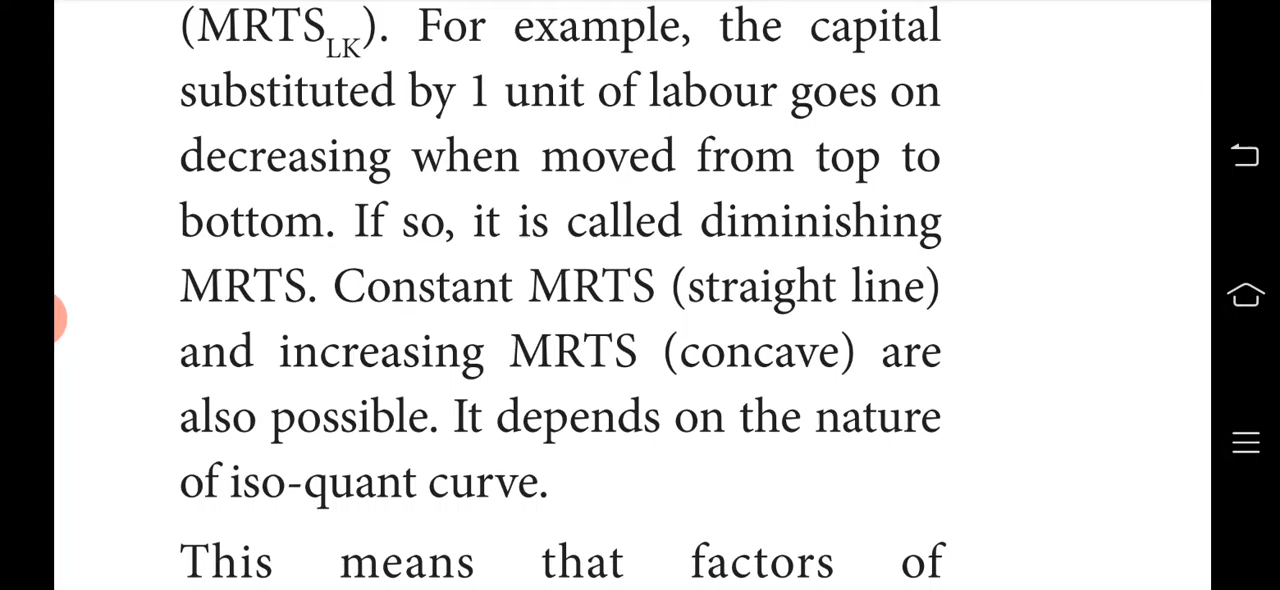 (MRTSLK). For example, the capital
substituted by 1 unit of labour goes on
decreasing when moved from top to
bottom. If so, it is called diminishing
MRTS. Constant MRTS (straight line)
and increasing MRTS (concave) are
also possible. It depends on the nature
of iso-quant curve.
This means that factors of